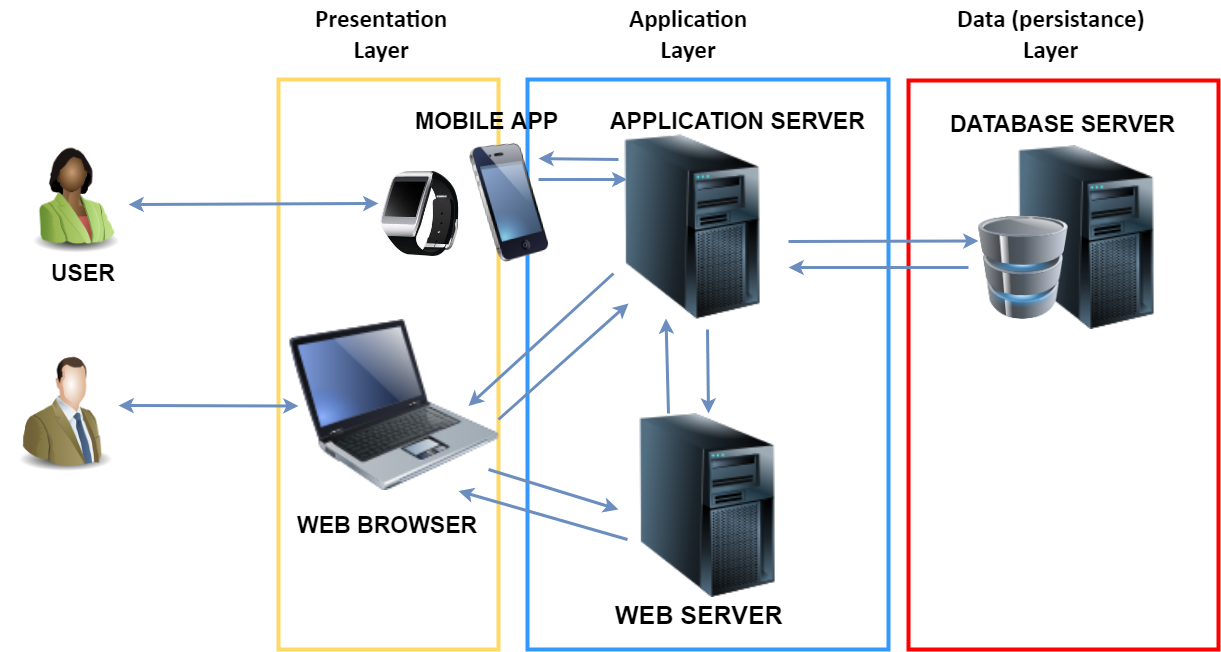 Presentation
Layer
Application
Layer
Data (persistance)
Layer
MOBILE APP
APPLICATION SERVER
DATABASE SERVER
USER
WEB BROWSER
WEB SERVER